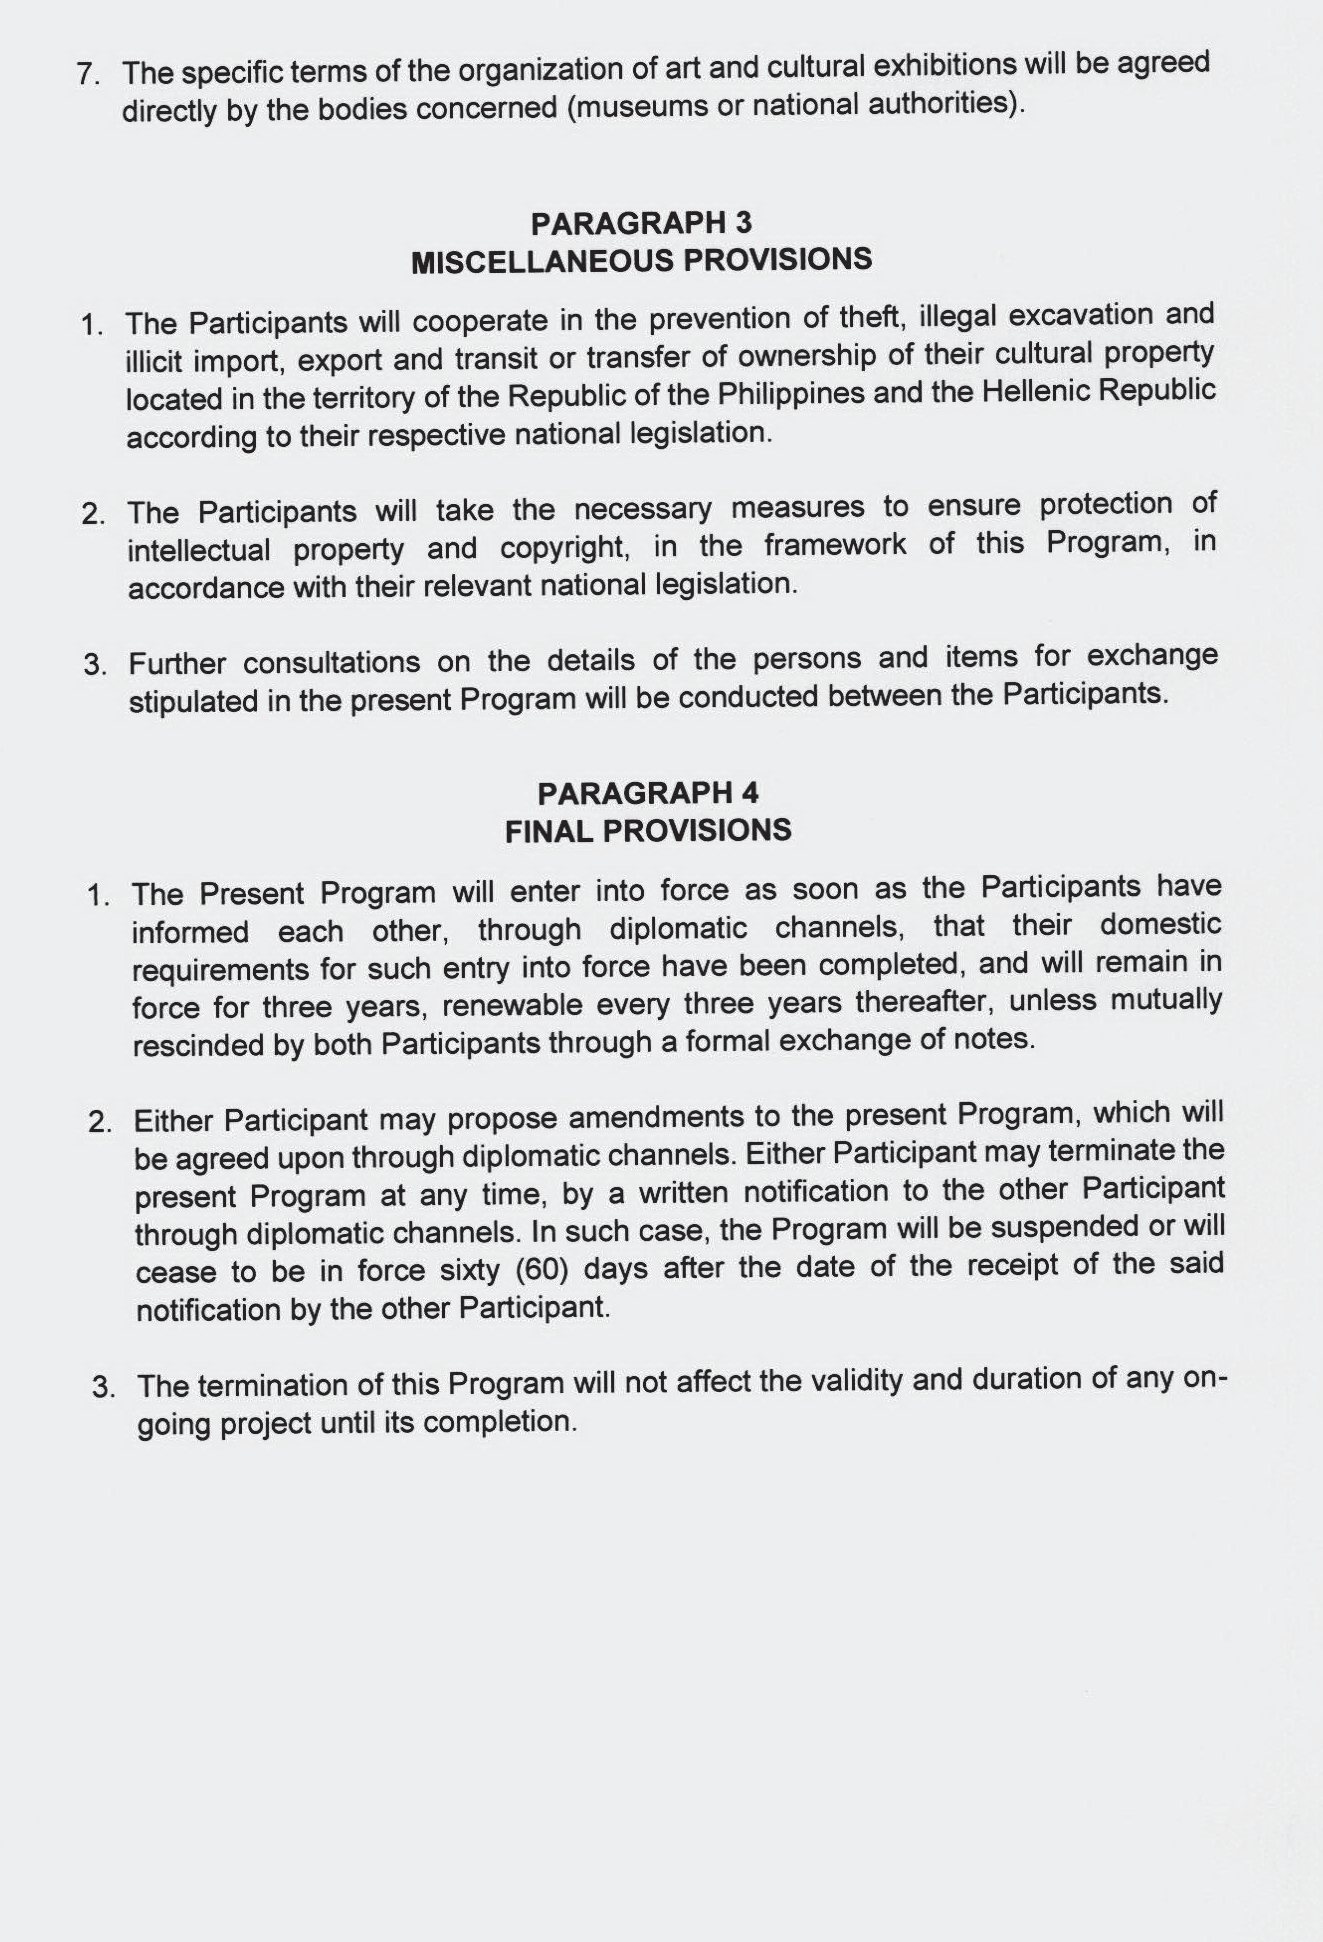 7. The specific terms of the organization of art and cultural exhibitions will be agreed
directly by the bodies concerned (museums or national authorities).
PARAGRAPH 3
MISCELLANEOUS PROVISIONS
1. The Participants will cooperate in the prevention of theft, illegal excavation and
illicit import, export and transit or transfer of ownership of their cultural property
located in the territory of the Republic of the Philippines and the Hellenic Republic
according to their respective national legislation.
2. The Participants will take the necessary measures to ensure protection of
intellectual property and copyright, in the framework of this Program, in
accordance with their relevant national legislation.
3. Further consultations on the details of the persons and items for exchange
stipulated in the present Program will be conducted between the Participants.
PARAGRAPH 4
FINAL PROVISIONS
1. The Present Program will enter into force as soon as the Participants have
informed each other, through diplomatic channels, that their domestic
requirements for such entry into force have been completed, and will remain in
force for three years, renewable every three years thereafter, unless mutually
rescinded by both Participants through a formal exchange of notes.
2. Either Participant may propose amendments to the present Program, which will
be agreed upon through diplomatic channels. Either Participant may terminate the
present Program at any time, by a written notification to the other Participant
through diplomatic channels. In such case, the Program will be suspended or will
cease to be in force sixty (60) days after the date of the receipt of the said
notification by the other Participant.
3. The termination of this Program will not affect the validity and duration of any on-
going project until its completion.